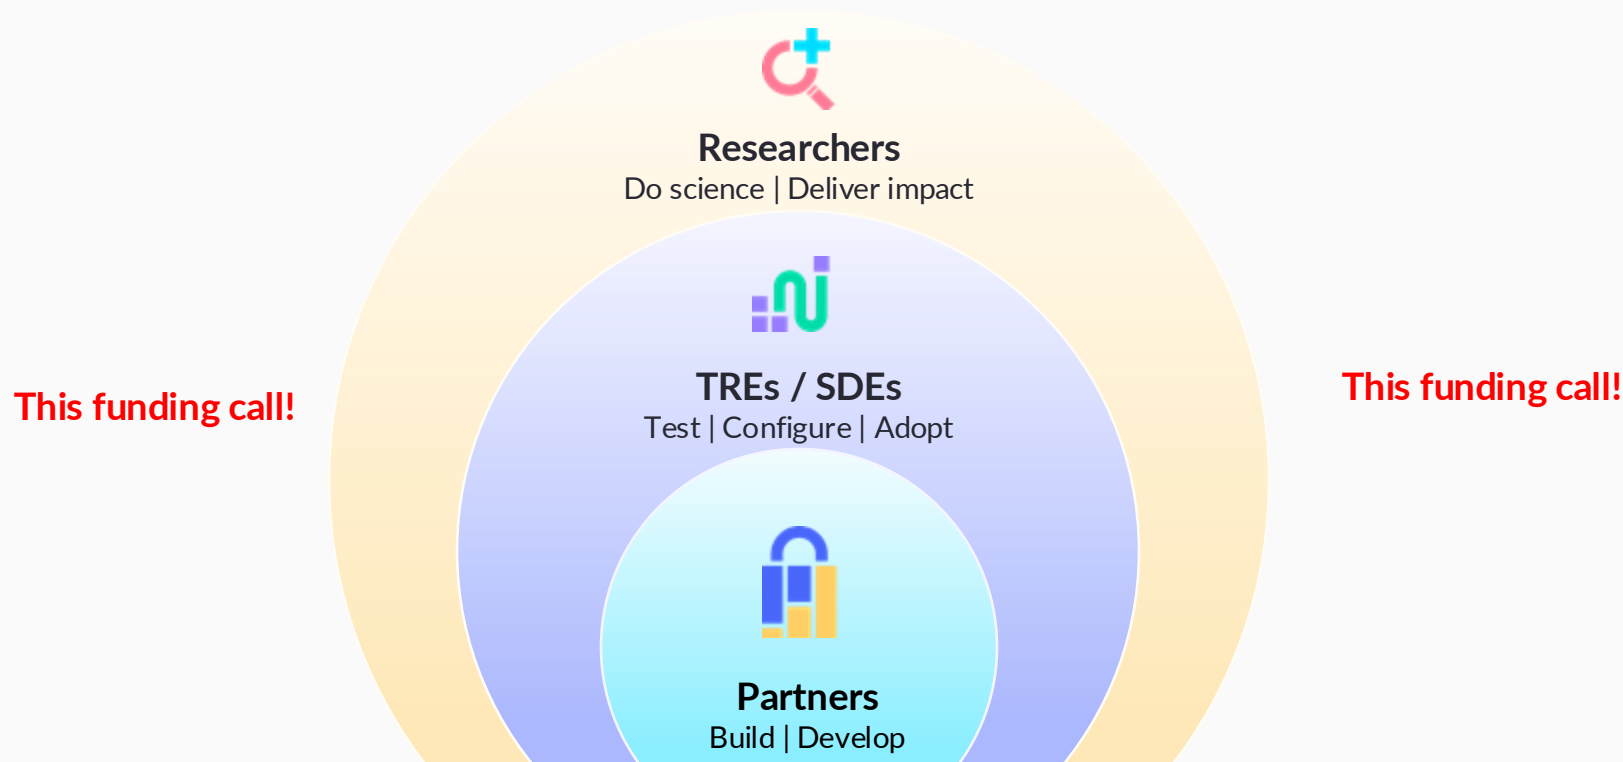 Researchers
Do science | Deliver impact
TREs / SDEs
Test | Configure | Adopt
This funding call!
This funding call!
Partners
Build | Develop